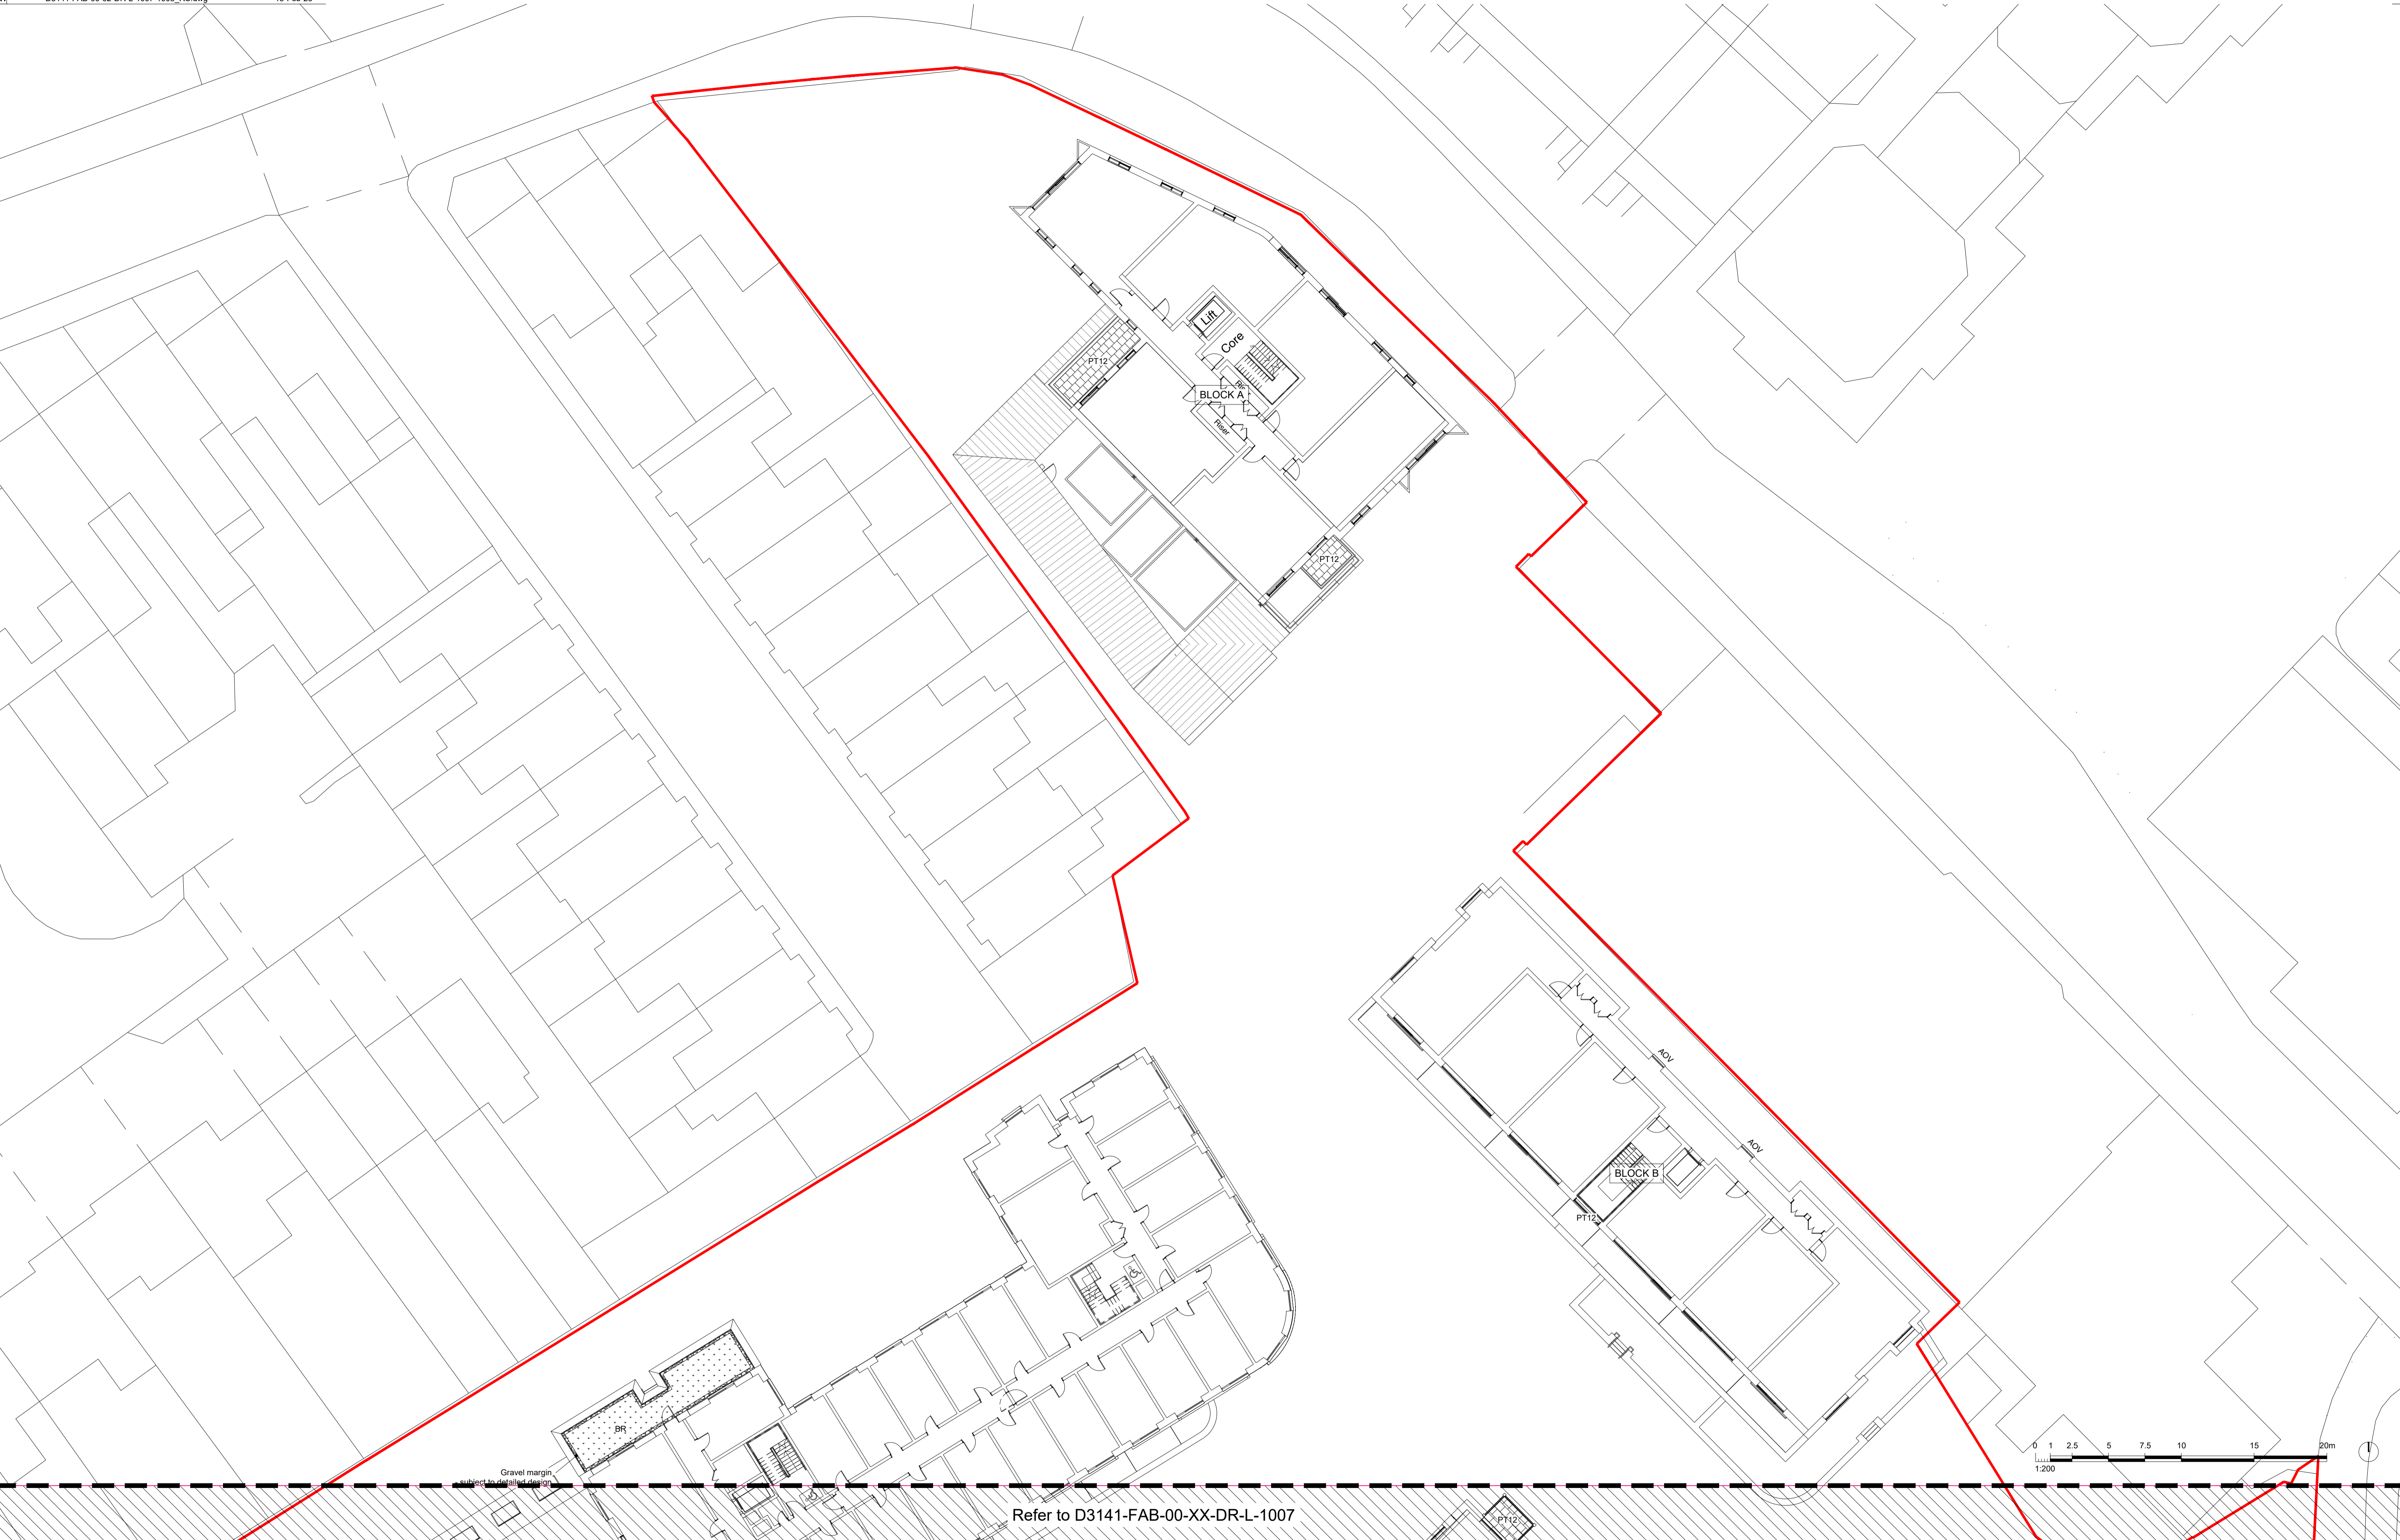 15
Lift
Core
PT12
BLOCK A
Riser
PT12
AOV
AOV
BLOCK B
PT12
BR
Gravel margin
- subject to detailed design
0 1 2.5 5 7.5 10 15 20m
1:200
Refer to D3141-FAB-00-XX-DR-L-1007
PT12